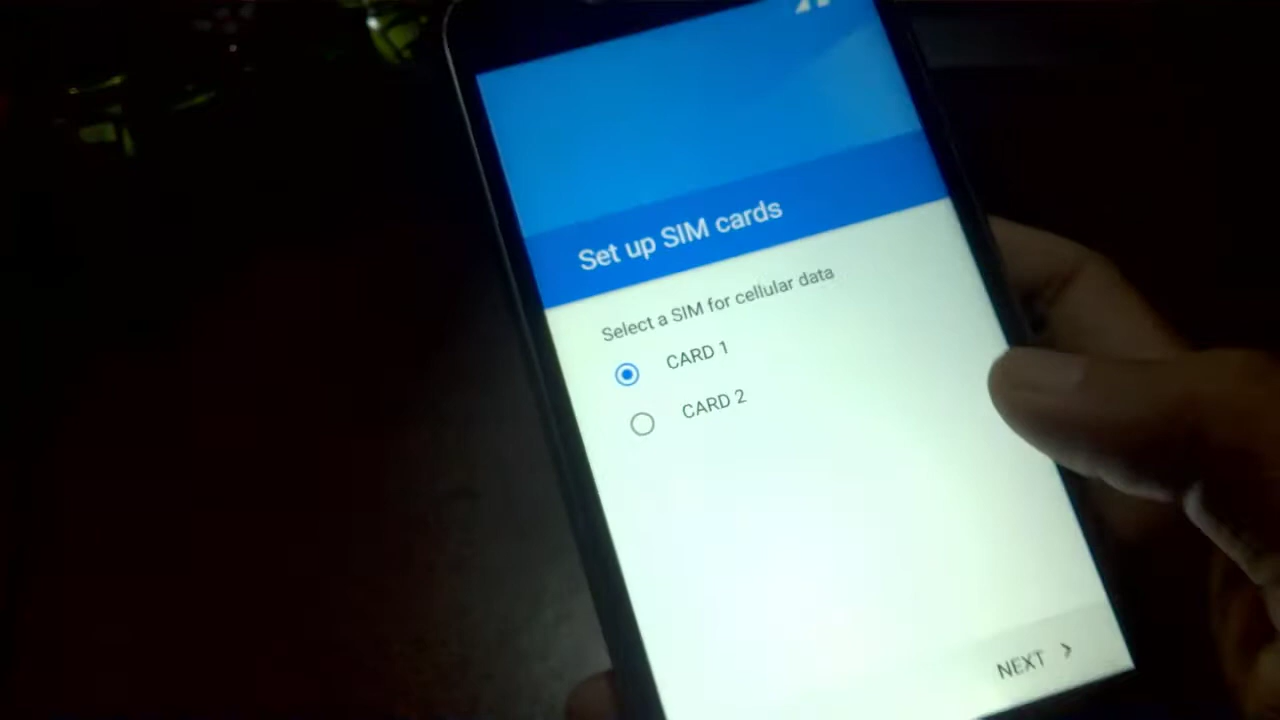 Set up SIM cards
Select a SIM for cellular data
CARD 1
CARD 2
NEXT